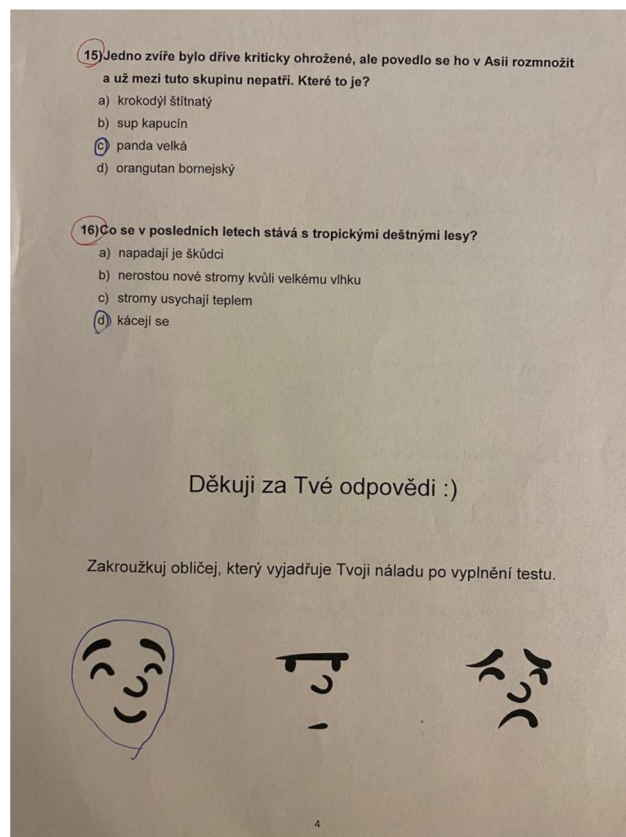 15)Jedno zvíře bylo dříve kriticky ohrožené, ale povedlo se ho v Asii rozmnožit
a už mezi tuto skupinu nepatří. Které to je?
a) krokodýl štítnatý
b) sup kapucín
c) panda velká
d) orangutan bornejský
16)Co se v posledních letech stává s tropickými deštnými lesy?
a) napadají je škůdci
b) nerostou nové stromy kvůli velkému vlhku
c) stromy usychají teplem
d) kácejí se
Děkuji za Tvé odpovědi :)
Zakroužkuj obličej, který vyjadřuje Tvoji náladu po vyplnění testu.
4